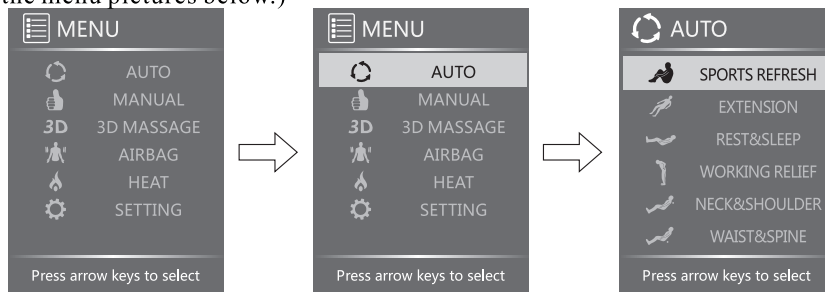 the menu pictures below.)
MENU
AUTO
MANUAL
3D 3D MASSAGE
AIRBAG
HEAT
SETTING
Press arrow keys to select
MENU
AUTO
MANUAL
3D 3D MASSAGE
AIRBAG
HEAT
SETTING
Press arrow keys to select
AUTO
SPORTS REFRESH
EXTENSION
REST&SLEEP
WORKING RELIEF
NECK&SHOULDER
WAIST&SPINE
Press arrow keys to select